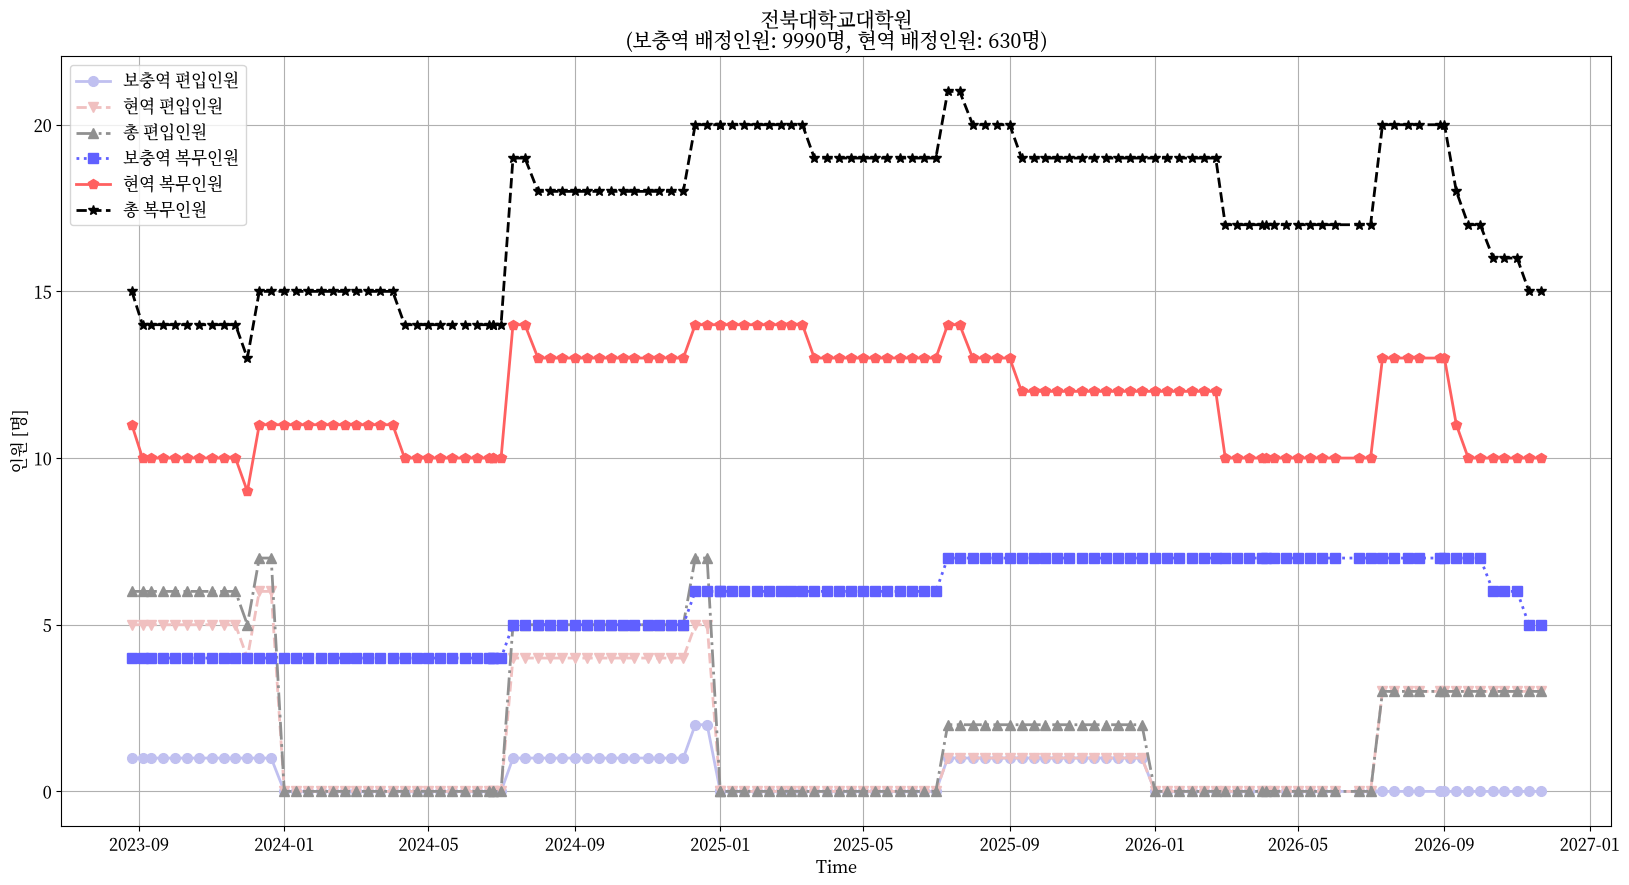 전북대학교대학원
(보충역 배정인원: 9990명, 현역 배정인원: 630명)
보충역 편입인원
현역 편입인원
총 편입인원
보충역 복무인원
현역 복무인원
총 복무인원
인원 [명]
20
15
10
5
0
2023-09
2024-01
2024-05
2024-09
2025-01
2025-05
2025-09
2026-01
2026-05
2026-09
2027-01
Time